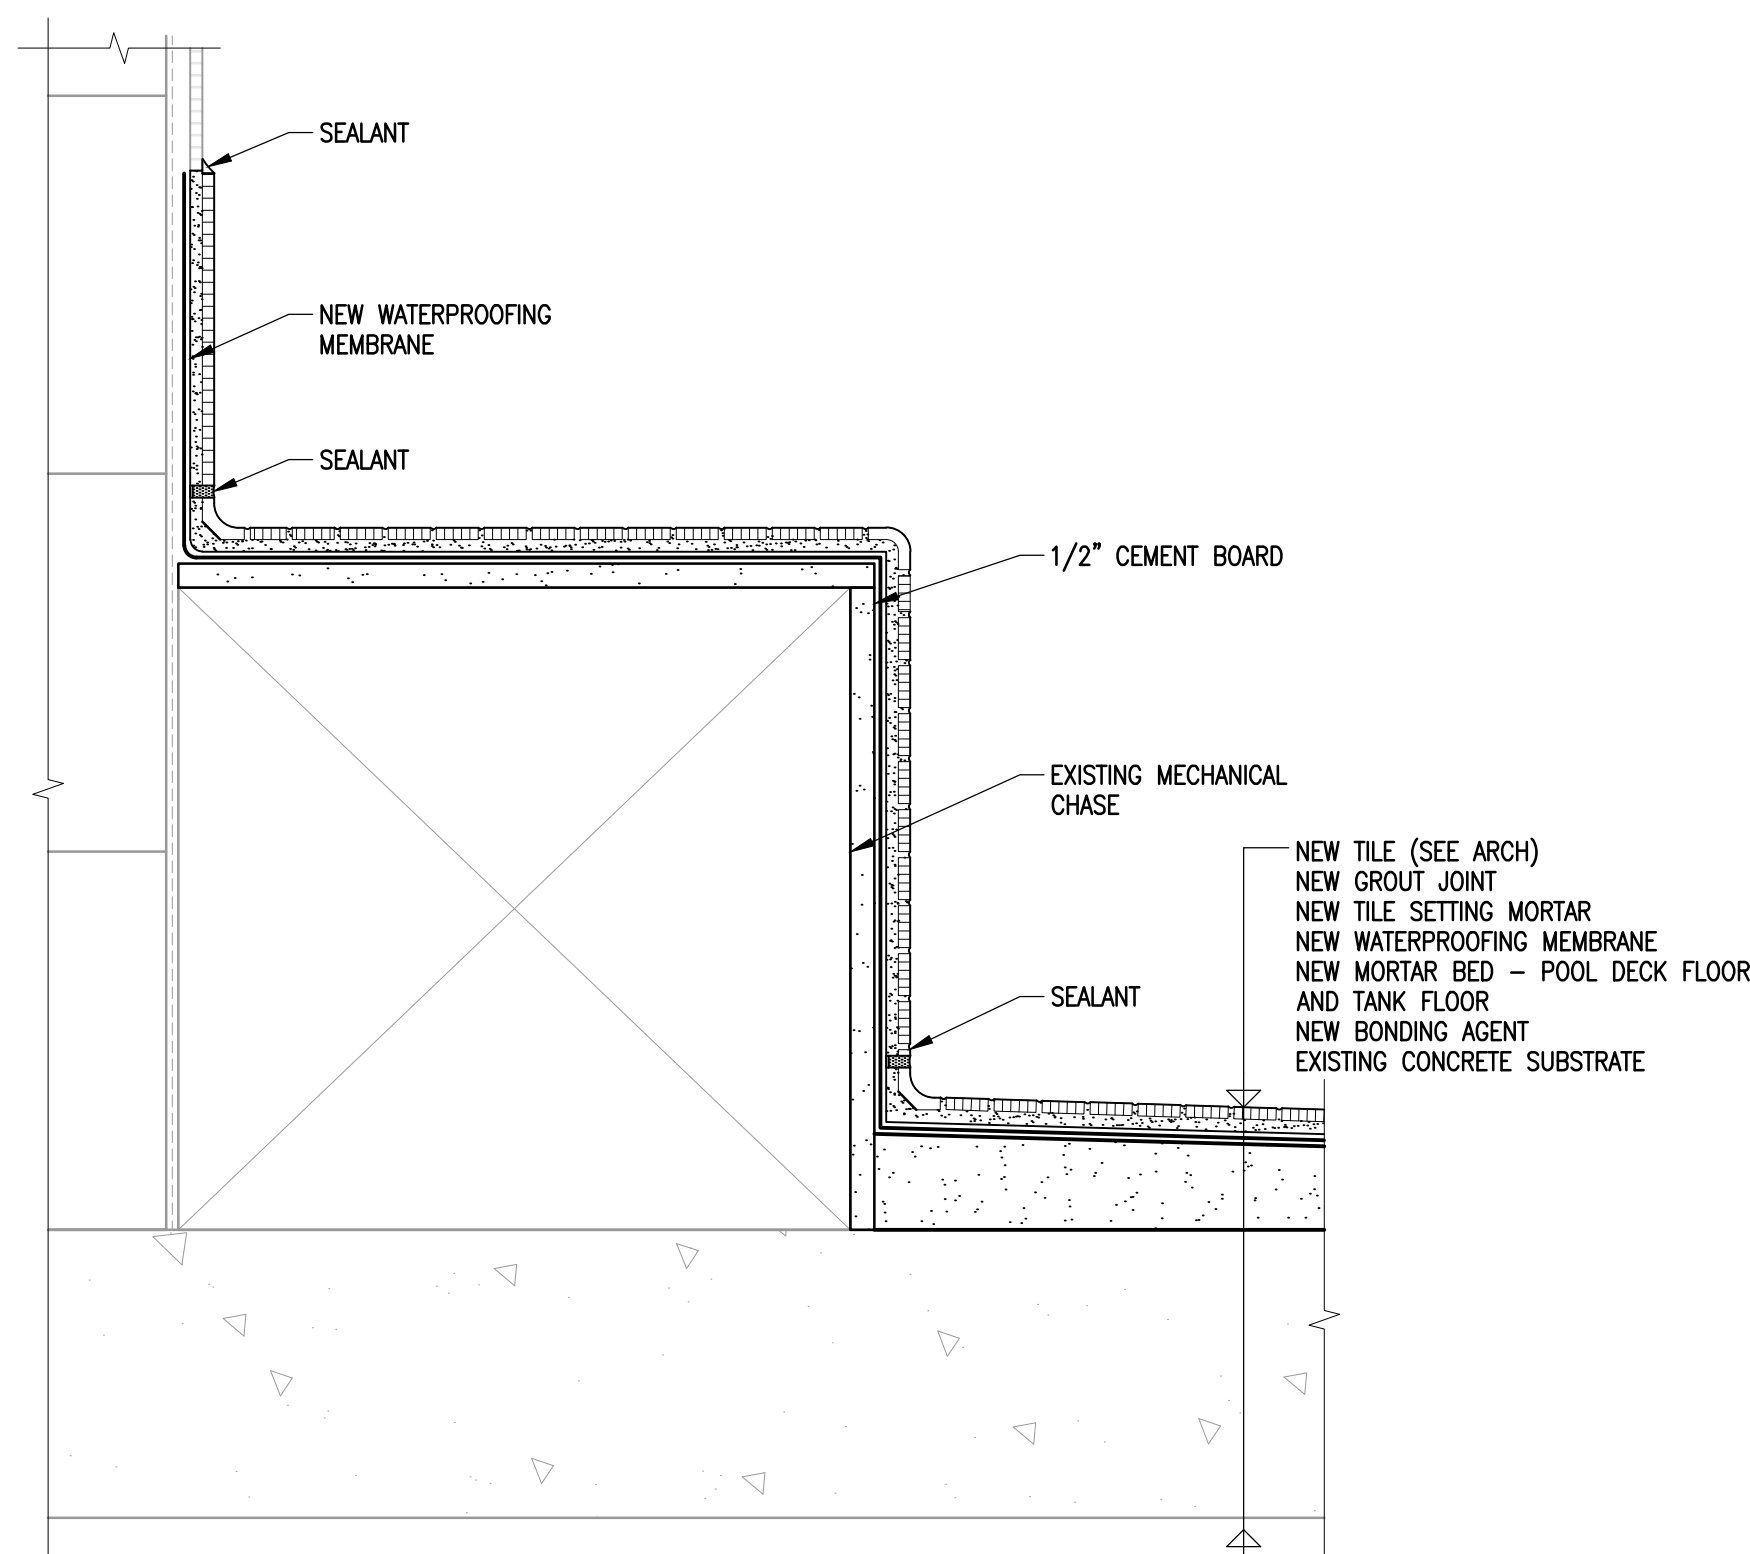 SEALANT
NEW WATERPROOFING
MEMBRANE
SEALANT
1/2” CEMENT BOARD
EXISTING MECHANICAL
CHASE
NEW TILE (SEE ARCH)
NEW GROUT JOINT
NEW TILE SETTING MORTAR
NEW WATERPROOFING MEMBRANE
NEW MORTAR BED – POOL DECK FLOOR
AND TANK FLOOR
NEW BONDING AGENT
EXISTING CONCRETE SUBSTRATE
SEALANT